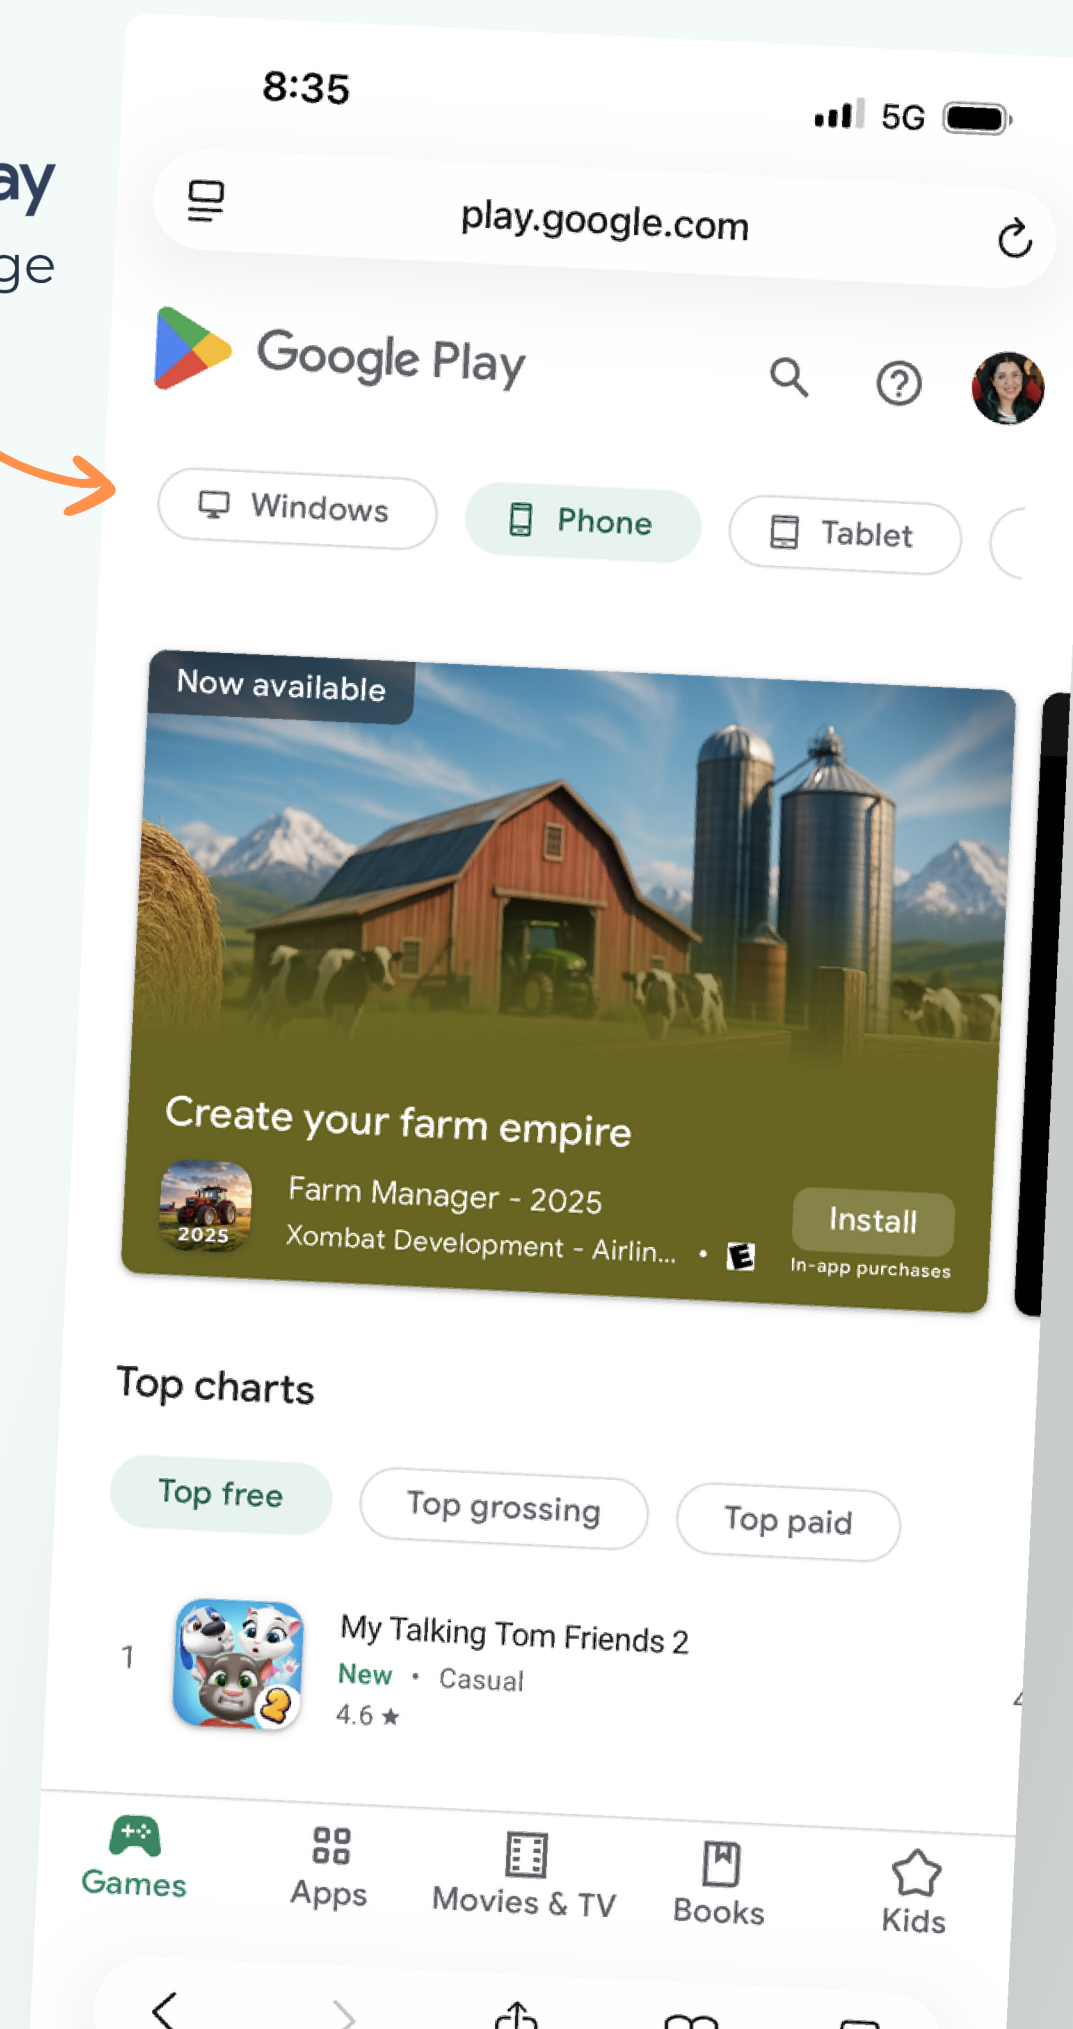 8:35
5G
ay
play.google.com
ge
Google Play
Windows
Phone
Tablet
Now available
Create your farm empire
Farm Manager - 2025
Xombat Development - Airlin... • E
Install
In-app purchases
2025
Top charts
Top free
Top grossing
Top paid
1
My Talking Tom Friends 2
New • Casual
4.6 ★
2
Games
Apps
Movies & TV
Books
Kids